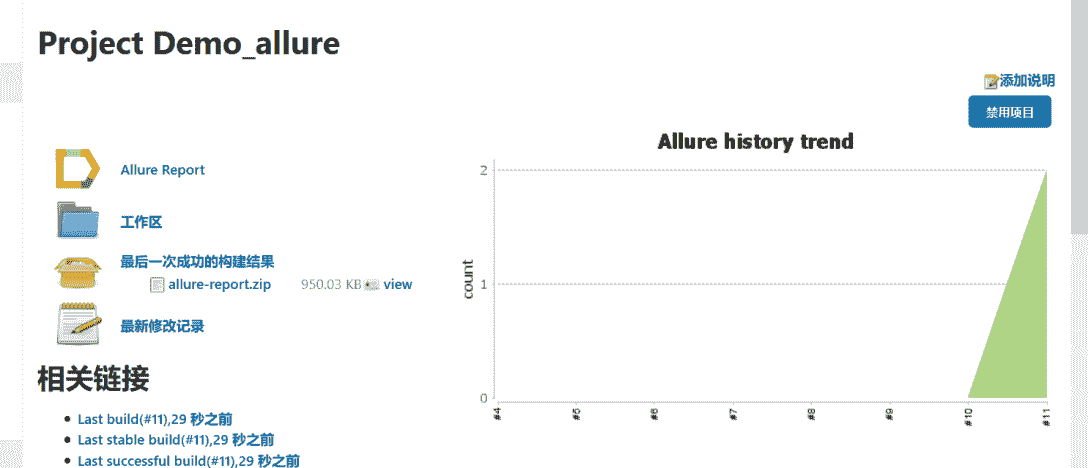 Project Demo_allure
添加说明
禁用项目
Allure history trend
Allure Report
工作区
最后一次成功的构建结果
allure-report.zip 950.03 KB view
最新修改记录
count
2
1
0
#4 #5 #6 #7 #8 #9 #10 #11
相关链接
Last build(#11),29 秒之前
Last stable build(#11),29 秒之前
Last successful build(#11),29 秒之前